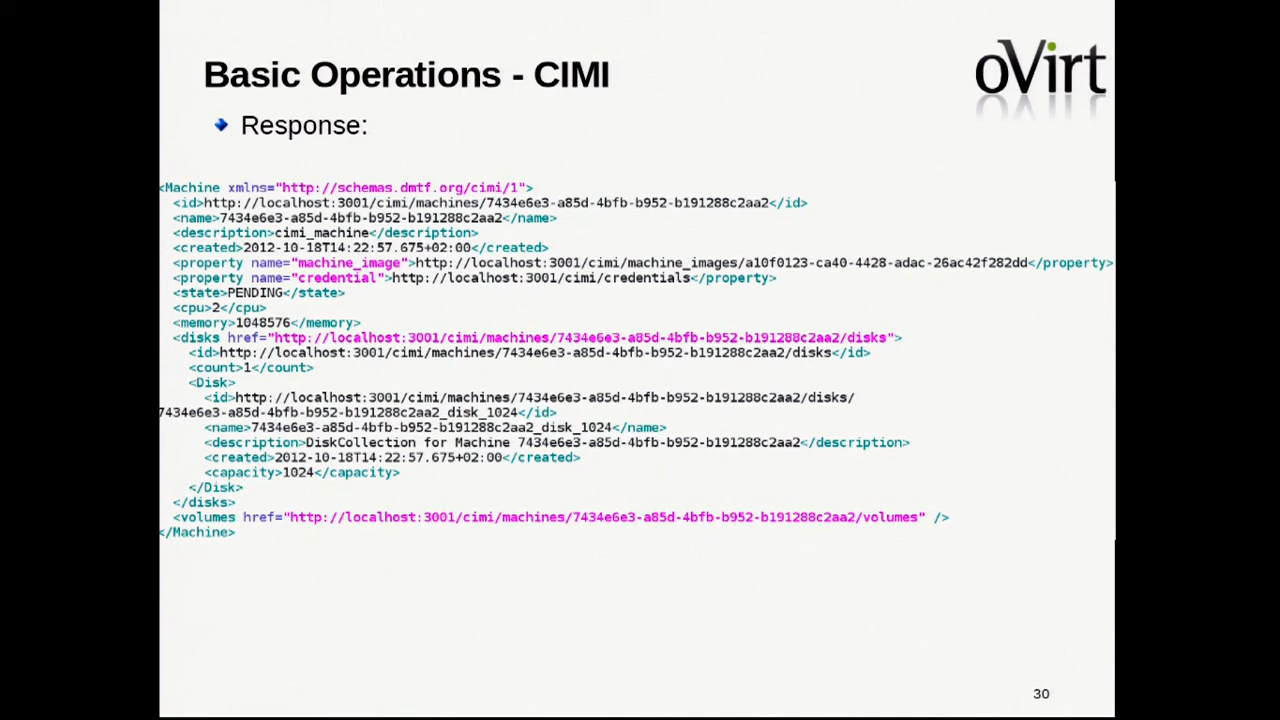 Basic Operations - CIMI
oVirt
Response:
<Machine xmlns="http://schemas.dmtf.org/cimi/1">
<id>http://localhost:3001/cimi/machines/7434e6e3-a85d-4bfb-b952-b191288c2aa2</id>
<name>7434e6e3-a85d-4bfb-b952-b191288c2aa2</name>
<description>cimi_machine</description>
<created>2012-10-18T14:22:57.675+02:00</created>
<property name="machine_image">http://localhost:3001/cimi/machine_images/a10f0123-ca40-4428-adac-26ac42f282dd</property>
<property name="credential">http://localhost:3001/cimi/credentials</property>
<state>PENDING</state>
<cpu>2</cpu>
<memory>1048576</memory>
<disks href="http://localhost:3001/cimi/machines/7434e6e3-a85d-4bfb-b952-b191288c2aa2/disks">
<id>http://localhost:3001/cimi/machines/7434e6e3-a85d-4bfb-b952-b191288c2aa2/disks</id>
<count>1</count>
<Disk>
<id>http://localhost:3001/cimi/machines/7434e6e3-a85d-4bfb-b952-b191288c2aa2/disks/
7434e6e3-a85d-4bfb-b952-b191288c2aa2_disk_1024</id>
<name>7434e6e3-a85d-4bfb-b952-b191288c2aa2_disk_1024</name>
<description>DiskCollection for Machine 7434e6e3-a85d-4bfb-b952-b191288c2aa2</description>
<created>2012-10-18T14:22:57.675+02:00</created>
<capacity>1024</capacity>
</Disk>
</disks>
<volumes href="http://localhost:3001/cimi/machines/7434e6e3-a85d-4bfb-b952-b191288c2aa2/volumes" />
</Machine>
30